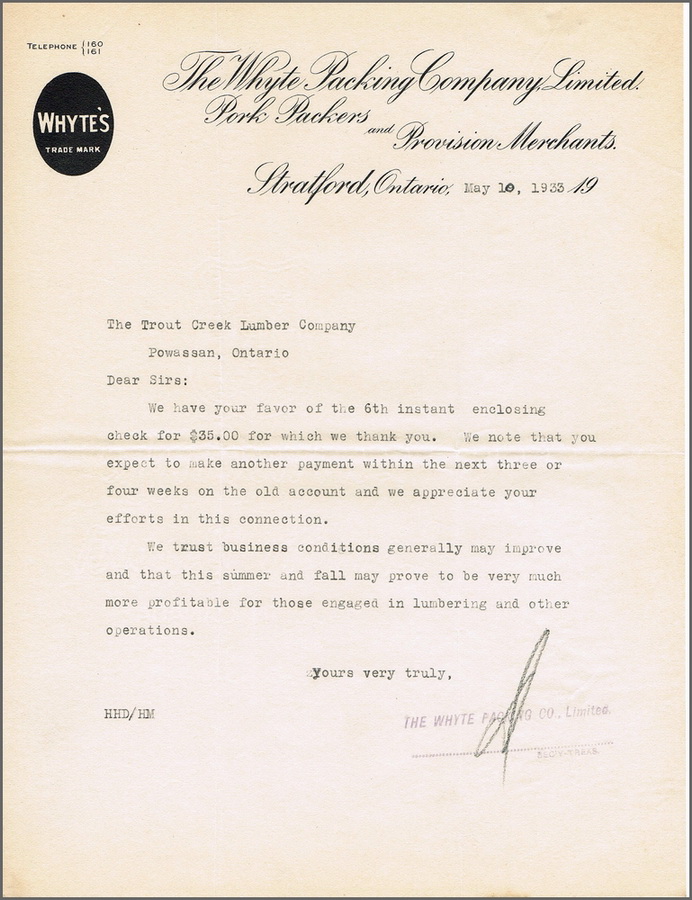 TELEPHONE {160
161
WHYTE'S
TRADE MARK
The Whyte Packing Company, Limited.
Pork Packers
and
Provision Merchants.
Stratford, Ontario, May 10, 1933 19
The Trout Creek Lumber Company
Powassan, Ontario
Dear Sirs:
We have your favor of the 6th instant enclosing
check for $35.00 for which we thank you. We note that you
expect to make another payment within the next three or
four weeks on the old account and we appreciate your
efforts in this connection.
We trust business conditions generally may improve
and that this summer and fall may prove to be very much
more profitable for those engaged in lumbering and other
operations.
Yours very truly,
HHD/HM
THE WHYTE PACKING CO., Limited.
SEC'Y-TREAS.